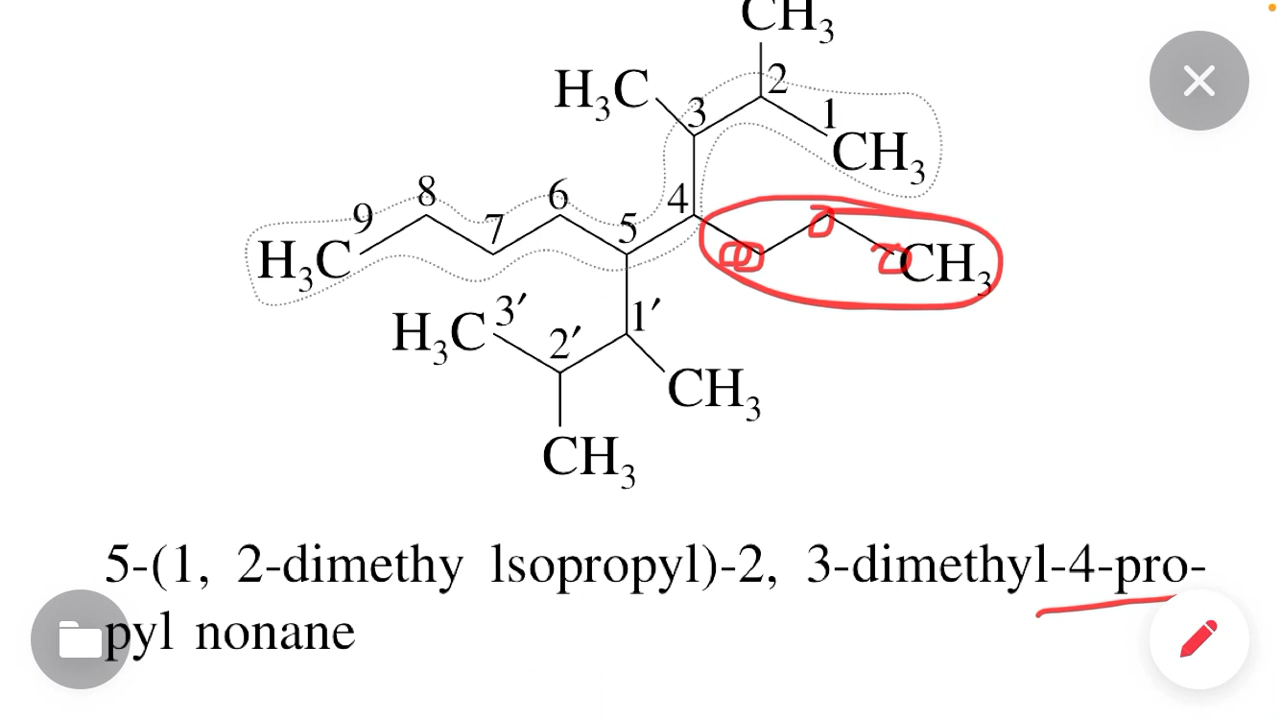 CH₃
H₃C
2
3
1
CH₃
4
8
6
9
7
5
H₃C
CH₃
3′
1′
H₃C
2′
CH₃
CH₃
5-(1, 2-dimethy lsopropyl)-2, 3-dimethyl-4-pro-
pyl nonane